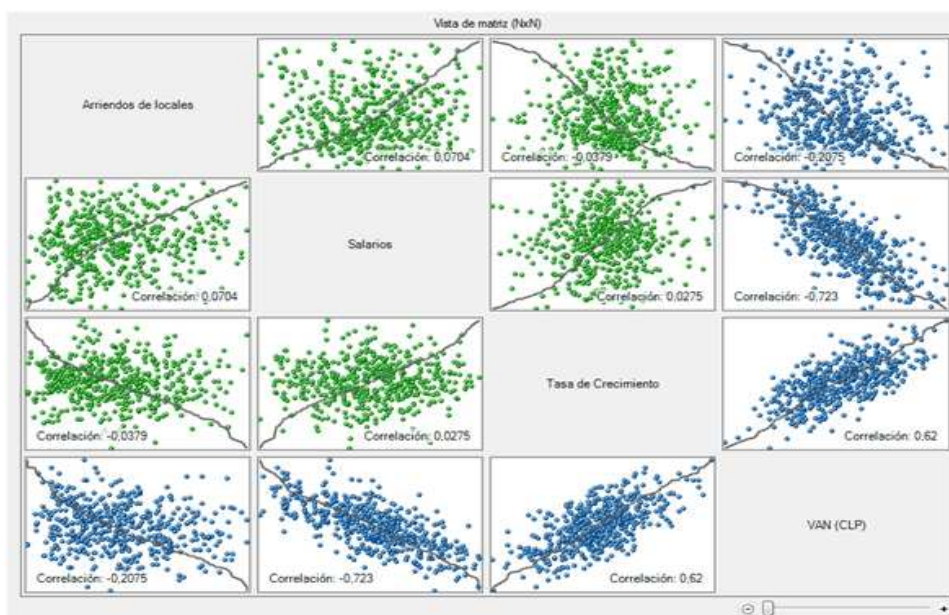 Vista de matriz (NxN)
Arriendos de locales
Correlación: 0,0704
Correlación: -0,0379
Correlación: -0,2075
Correlación: 0,0704
Salarios
Correlación: 0,0275
Correlación: -0,723
Correlación: -0,0379
Correlación: 0,0275
Tasa de Crecimiento
Correlación: 0,62
Correlación: -0,2075
Correlación: -0,723
Correlación: 0,62
VAN (CLP)